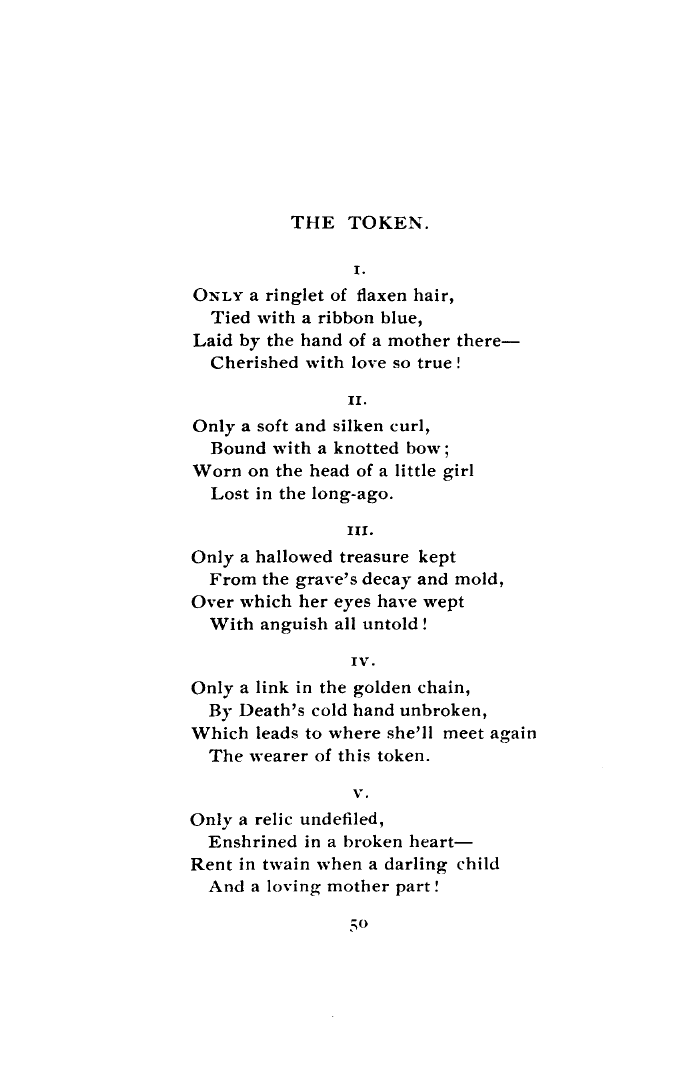 THE TOKEN.
I.
ONLY a ringlet of flaxen hair,
Tied with a ribbon blue,
Laid by the hand of a mother there—
Cherished with love so true!
II.
Only a soft and silken curl,
Bound with a knotted bow;
Worn on the head of a little girl
Lost in the long-ago.
III.
Only a hallowed treasure kept
From the grave's decay and mold,
Over which her eyes have wept
With anguish all untold!
IV.
Only a link in the golden chain,
By Death's cold hand unbroken,
Which leads to where she'll meet again
The wearer of this token.
V.
Only a relic undefiled,
Enshrined in a broken heart—
Rent in twain when a darling child
And a loving mother part!
50